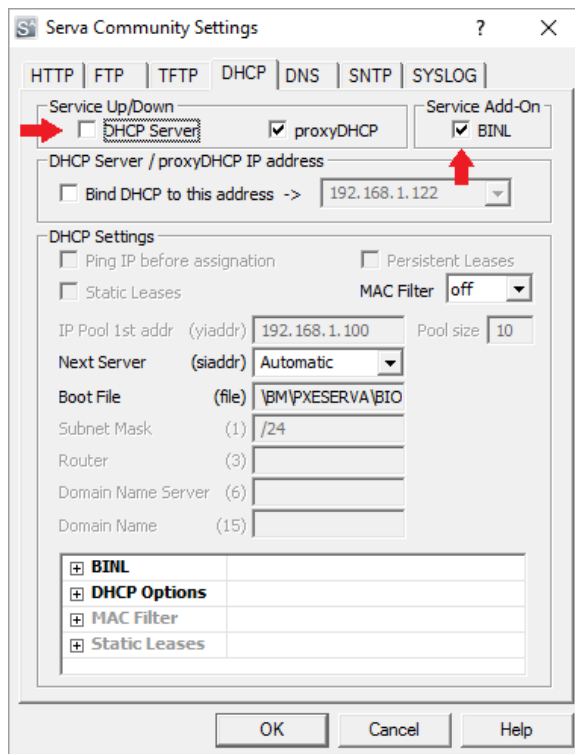 Serva Community Settings ? ×
HTTP FTP TFTP DHCP DNS SNTP SYSLOG
Service Up/Down Service Add-On
DHCP Server proxyDHCP BINL
DHCP Server / proxyDHCP IP address
Bind DHCP to this address -> 192.168.1.122
DHCP Settings
Ping IP before assignation Persistent Leases
Static Leases MAC Filter off
IP Pool 1st addr (yiaddr) 192.168.1.100 Pool size 10
Next Server (siaddr) Automatic
Boot File (file) \BM\PXESERVA\BIO
Subnet Mask (1) /24
Router (3)
Domain Name Server (6)
Domain Name (15)
BINL
DHCP Options
MAC Filter
Static Leases
OK Cancel Help